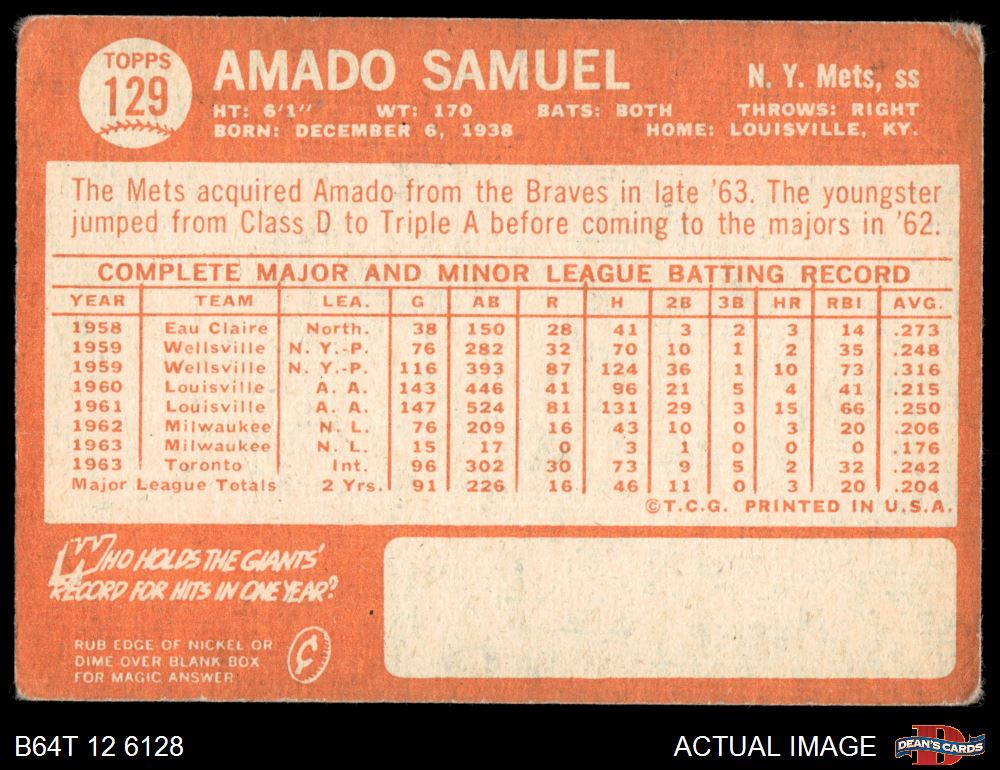 TOPPS
129
AMADO SAMUEL
N. Y. Mets, ss
HT: 6'1" WT: 170 BATS: BOTH THROWS: RIGHT
BORN: DECEMBER 6, 1938 HOME: LOUISVILLE, KY.
The Mets acquired Amado from the Braves in late '63. The youngster
jumped from Class D to Triple A before coming to the majors in '62.
COMPLETE MAJOR AND MINOR LEAGUE BATTING RECORD
YEAR TEAM LEA. G AB R H 2B 3B HR RBI AVG.
1958 Eau Claire North. 38 150 28 41 3 2 3 14 .273
1959 Wellsville N. Y.-P. 76 282 32 70 10 1 2 35 .248
1959 Wellsville N. Y.-P. 116 393 87 124 36 1 10 73 .316
1960 Louisville A. A. 143 446 41 96 21 5 4 41 .215
1961 Louisville A. A. 147 524 81 131 29 3 15 66 .250
1962 Milwaukee N. L. 76 209 16 43 10 0 3 20 .206
1963 Milwaukee N. L. 15 17 0 3 1 0 0 0 .176
1963 Toronto Int. 96 302 30 73 9 5 2 32 .242
Major League Totals 2 Yrs. 91 226 16 46 11 0 3 20 .204
©T.C.G. PRINTED IN U.S.A.
WHO HOLDS THE GIANTS'
RECORD FOR HITS IN ONE YEAR?
RUB EDGE OF NICKEL OR
DIME OVER BLANK BOX
FOR MAGIC ANSWER
¢
B64T 12 6128
ACTUAL IMAGE
D
DEAN'S CARDS